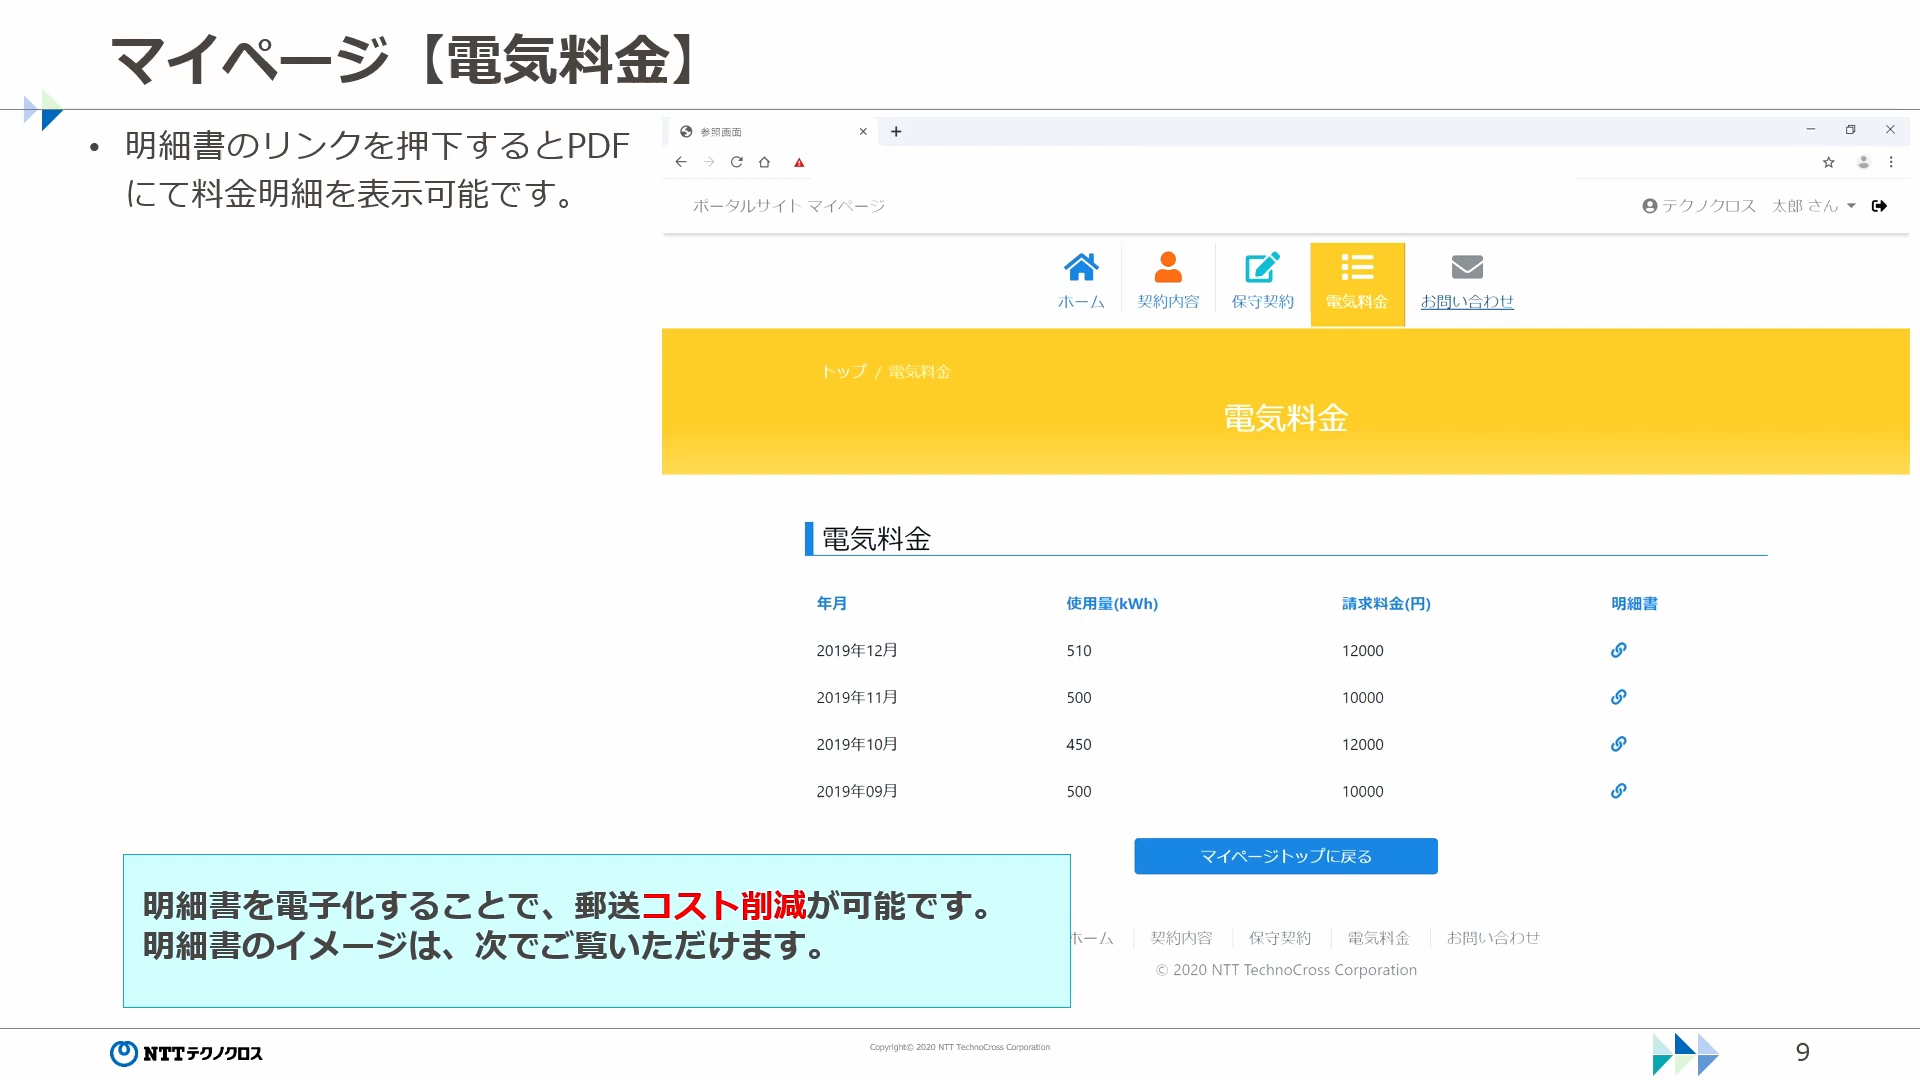 マイページ【電気料金】
• 明細書のリンクを押下するとPDF
にて料金明細を表示可能です。
参照画面
ポータルサイト マイページ
テクノクロス 太郎 さん
ホーム 契約内容 保守契約 電気料金 お問い合わせ
トップ / 電気料金
電気料金
電気料金
年月 使用量(kWh) 請求料金(円) 明細書
2019年12月 510 12000
2019年11月 500 10000
2019年10月 450 12000
2019年09月 500 10000
マイページトップに戻る
明細書を電子化することで、郵送コスト削減が可能です。
明細書のイメージは、次でご覧いただけます。
ホーム 契約内容 保守契約 電気料金 お問い合わせ
© 2020 NTT TechnoCross Corporation
NTTテクノクロス
Copyright© 2020 NTT TechnoCross Corporation
9